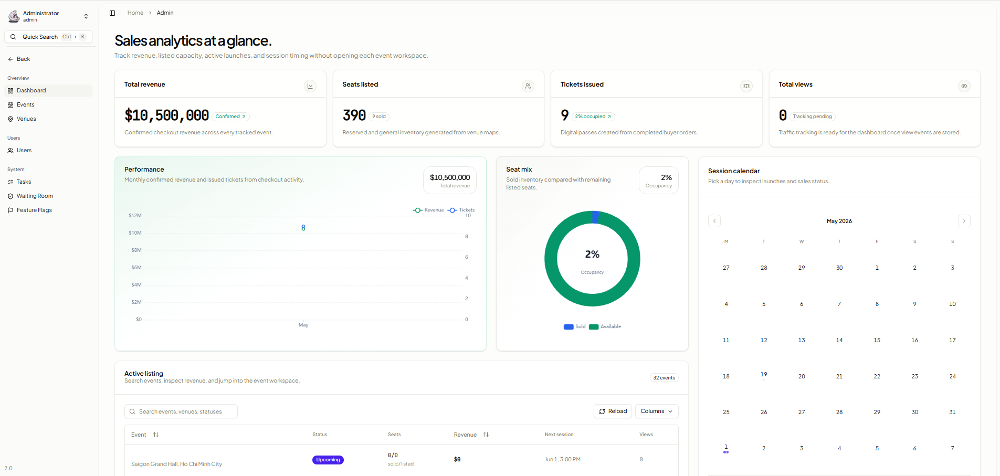 Administrator
admin
Quick Search Ctrl + K
Back
Overview
Dashboard
Events
Venues
Users
Users
System
Tasks
Waiting Room
Feature Flags
2.0
Home > Admin
Sales analytics at a glance.
Track revenue, listed capacity, active launches, and session timing without opening each event workspace.
Total revenue
$10,500,000 Confirmed ↗
Confirmed checkout revenue across every tracked event.
Seats listed
390 9 sold
Reserved and general inventory generated from venue maps.
Tickets issued
9 2% occupied ↗
Digital passes created from completed buyer orders.
Total views
0 Tracking pending
Traffic tracking is ready for the dashboard once view events are stored.
Performance
Monthly confirmed revenue and issued tickets from checkout activity.
$10,500,000
Total revenue
Revenue Tickets
$12M
$10M
$8M
$6M
$4M
$2M
$0
10
8
6
4
2
0
May
Seat mix
Sold inventory compared with remaining
listed seats.
2%
Occupancy
2%
Occupancy
Sold Available
Session calendar
Pick a day to inspect launches and sales status.
May 2026
M T W T F S S
27 28 29 30 1 2 3
4 5 6 7 8 9 10
11 12 13 14 15 16 17
18 19 20 21 22 23 24
25 26 27 28 29 30 31
1 2 3 4 5 6 7
Active listing
Search events, inspect revenue, and jump into the event workspace.
32 events
Search events, venues, statuses
Reload
Columns
Event Status Seats Revenue Next session Views
Saigon Grand Hall, Ho Chi Minh City
Upcoming
0/0
sold / listed
$0
Jun 1, 3:00 PM
0